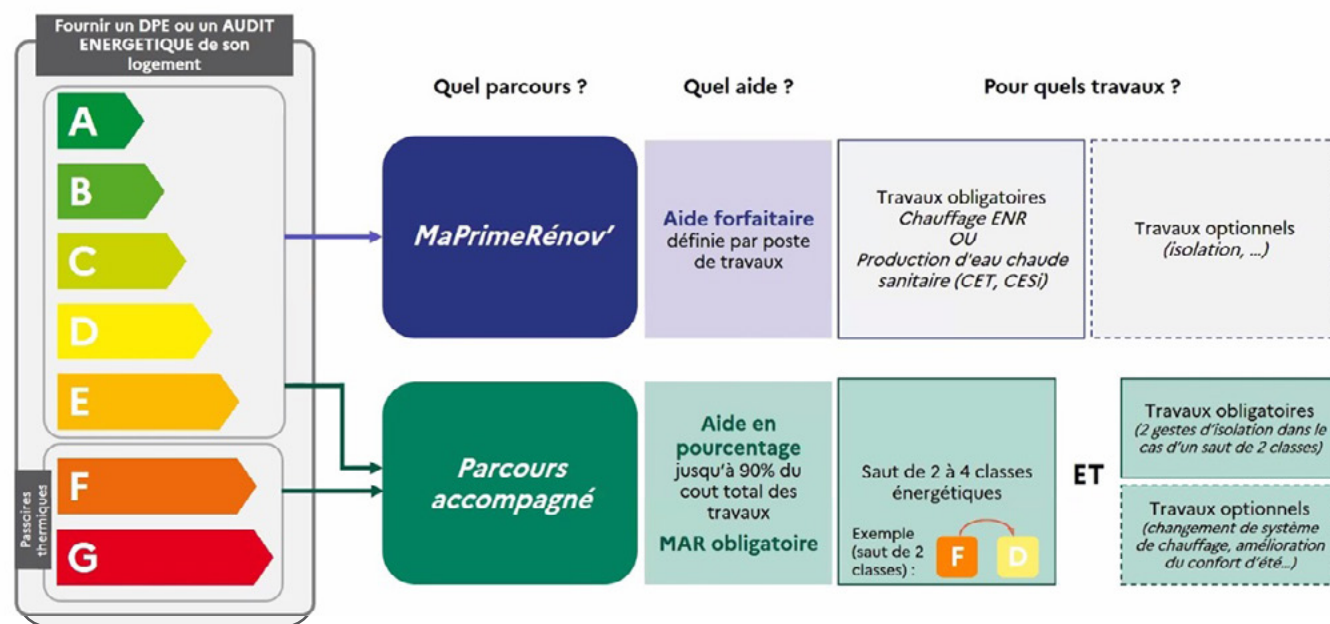 Fournir un DPE ou un AUDIT
ENERGETIQUE de son
logement
A
B
C
D
E
F
G
Passoires
thermiques
Quel parcours ?
Quel aide ?
Pour quels travaux ?
MaPrimeRénov'
Aide forfaitaire
définie par poste
de travaux
Travaux obligatoires
Chauffage ENR
OU
Production d'eau chaude
sanitaire (CET, CESi)
Travaux optionnels
(isolation, ...)
Parcours
accompagné
Aide en
pourcentage
jusqu'à 90% du
cout total des
travaux
MAR obligatoire
Saut de 2 à 4 classes
énergétiques
Exemple
(saut de 2
classes) :
F
D
ET
Travaux obligatoires
(2 gestes d'isolation dans le
cas d'un saut de 2 classes)
Travaux optionnels
(changement de système
de chauffage, amélioration
du confort d'été...)